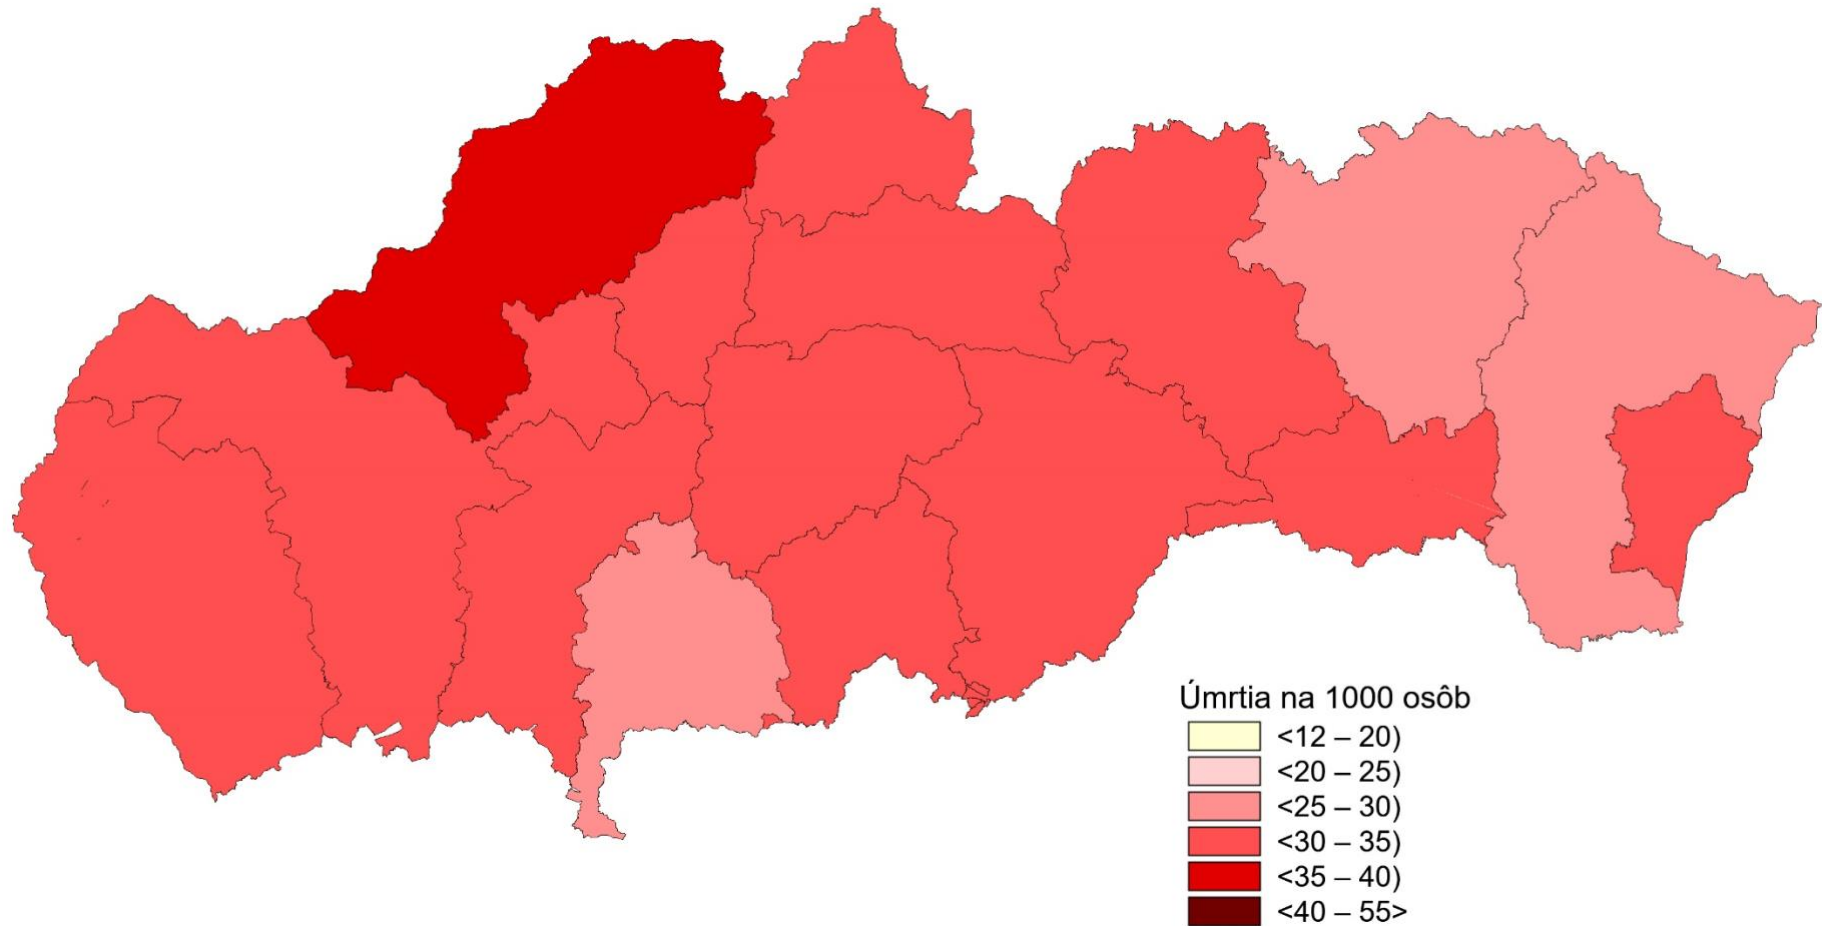 Úmrtia na 1000 osôb
<12 – 20)
<20 – 25)
<25 – 30)
<30 – 35)
<35 – 40)
<40 – 55>